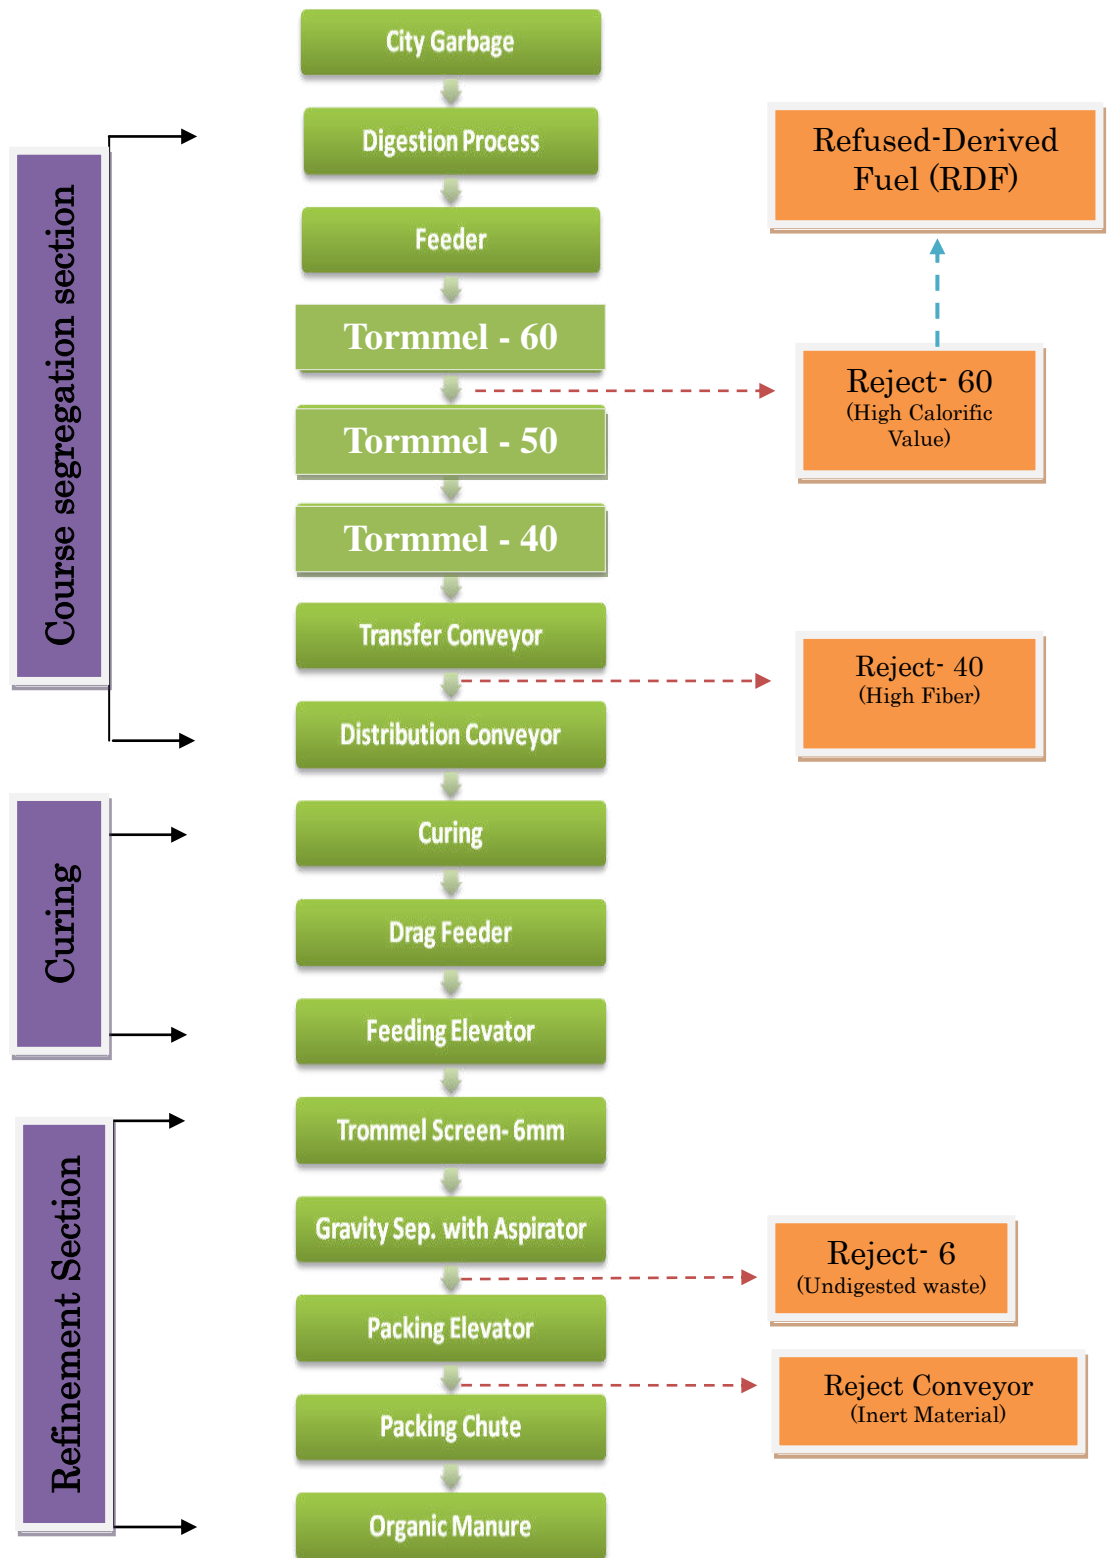 City Garbage
Digestion Process
Feeder
Tormmel - 60
Tormmel - 50
Tormmel - 40
Transfer Conveyor
Distribution Conveyor
Curing
Drag Feeder
Feeding Elevator
Trommel Screen- 6mm
Gravity Sep. with Aspirator
Packing Elevator
Packing Chute
Organic Manure
Course segregation section
Curing
Refinement Section
Refused-Derived
Fuel (RDF)
Reject- 60
(High Calorific
Value)
Reject- 40
(High Fiber)
Reject- 6
(Undigested waste)
Reject Conveyor
(Inert Material)